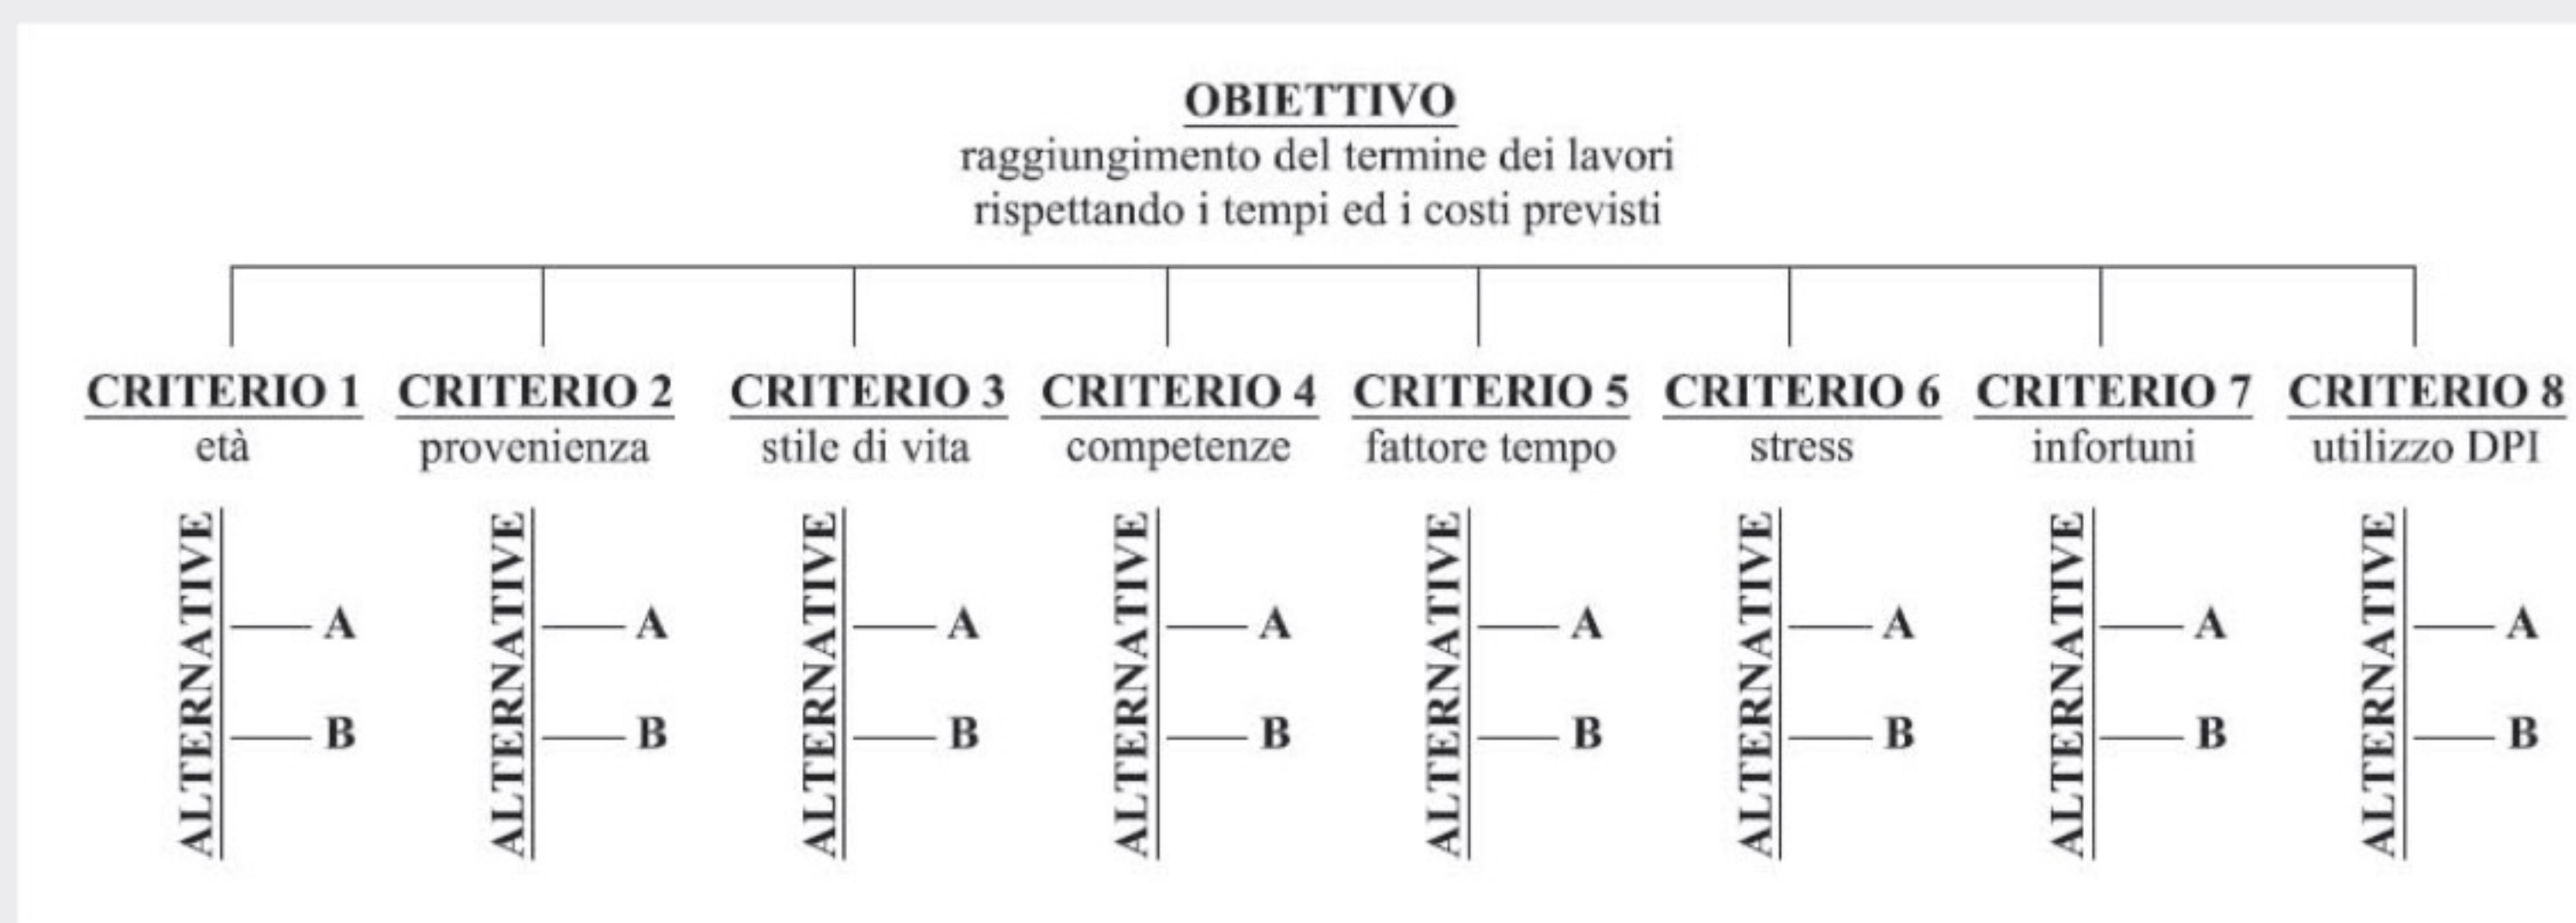 OBIETTIVO
raggiungimento del termine dei lavori
rispettando i tempi ed i costi previsti
CRITERIO 1 CRITERIO 2 CRITERIO 3 CRITERIO 4 CRITERIO 5 CRITERIO 6 CRITERIO 7 CRITERIO 8
età provenienza stile di vita competenze fattore tempo stress infortuni utilizzo DPI
ALTERNATIVE ALTERNATIVE ALTERNATIVE ALTERNATIVE ALTERNATIVE ALTERNATIVE ALTERNATIVE ALTERNATIVE
A A A A A A A A
B B B B B B B B